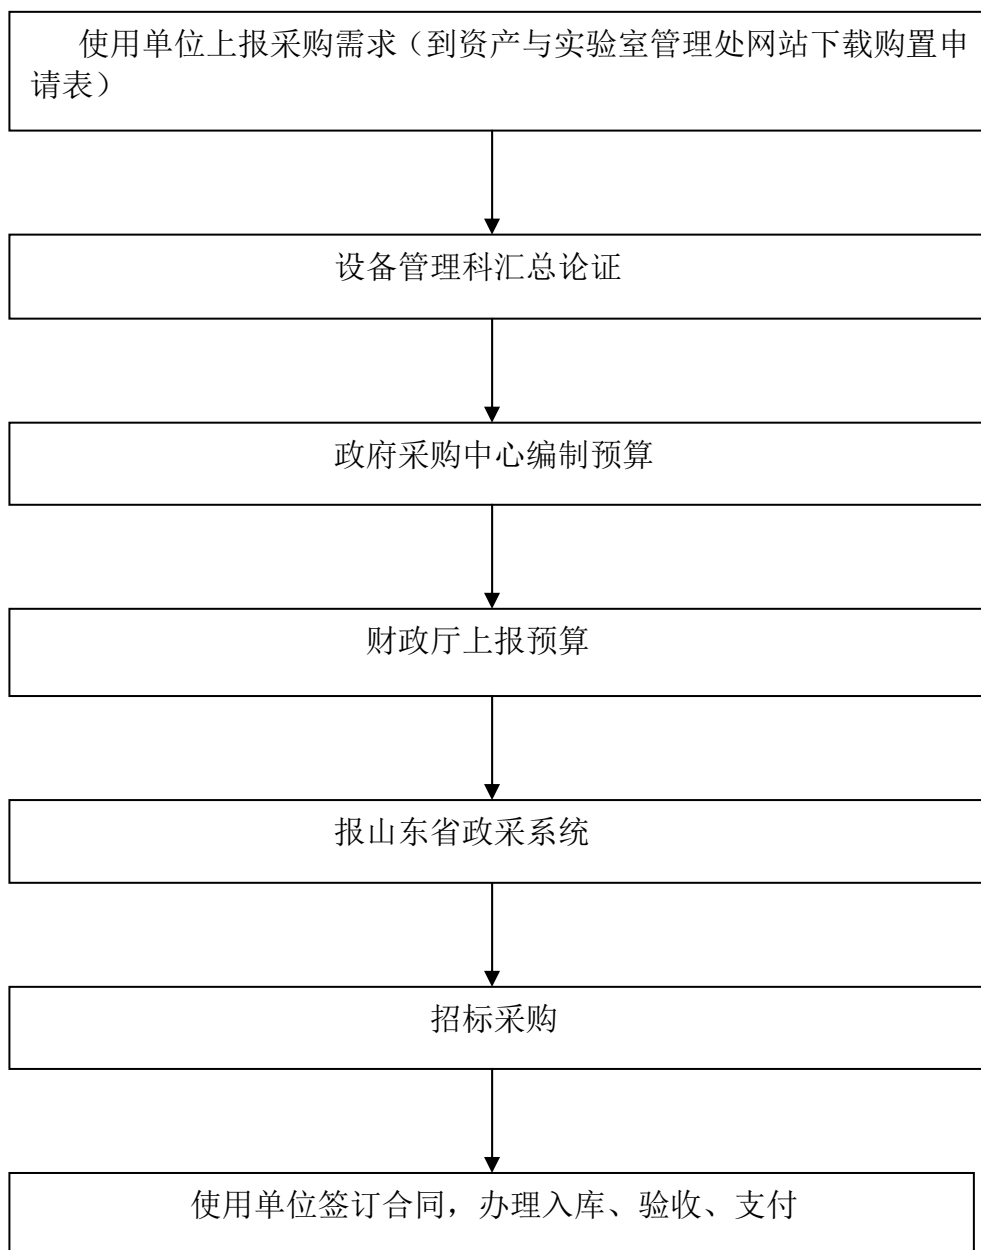 使用单位上报采购需求（到资产与实验室管理处网站下载购置申
请表）
设备管理科汇总论证
政府采购中心编制预算
财政厅上报预算
报山东省政采系统
招标采购
使用单位签订合同，办理入库、验收、支付